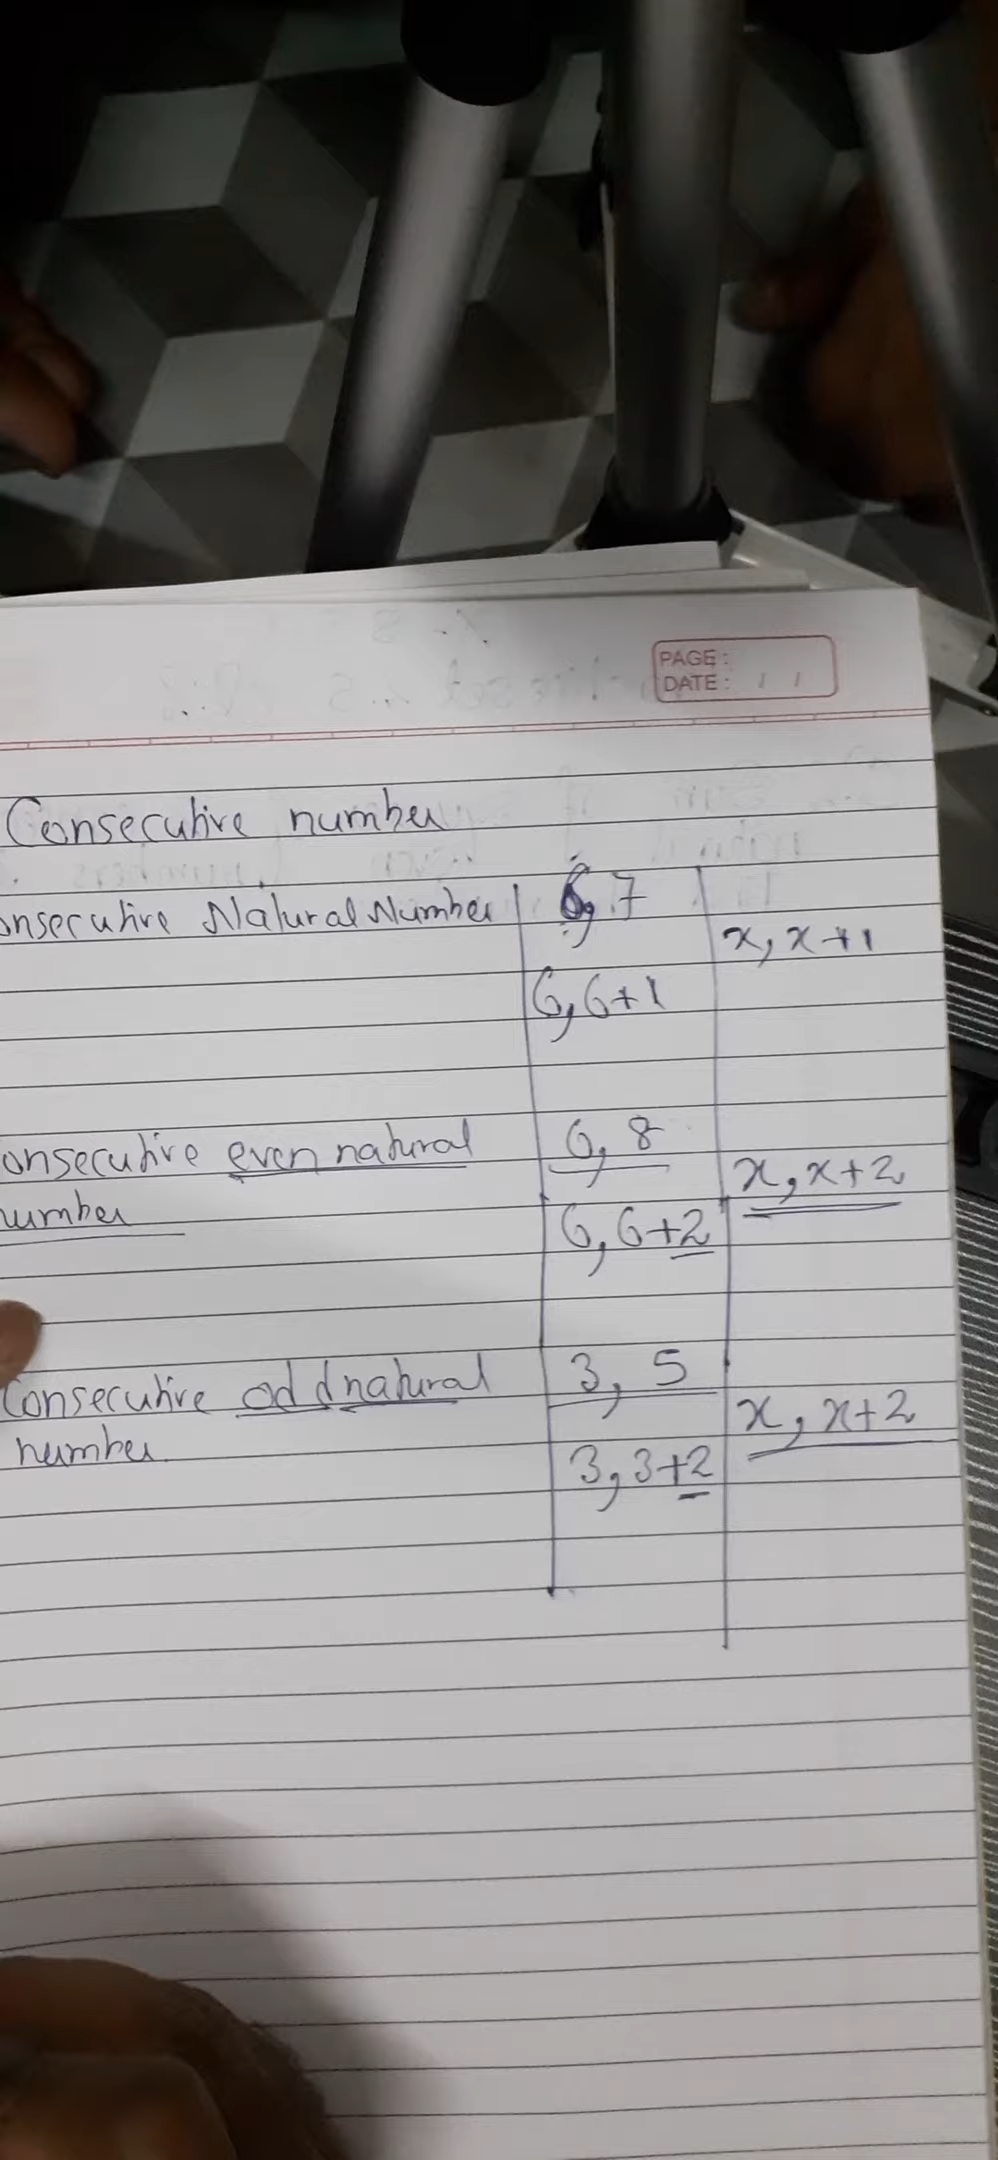 PAGE:
DATE: / /
Consecutive number
onsecutive Natural Number 6, 7
x, x+1
6, 6+1
onsecutive even natural 6, 8
x, x+2
umber
6, 6+2
Consecutive odd natural 3, 5
x, x+2
number
3, 3+2